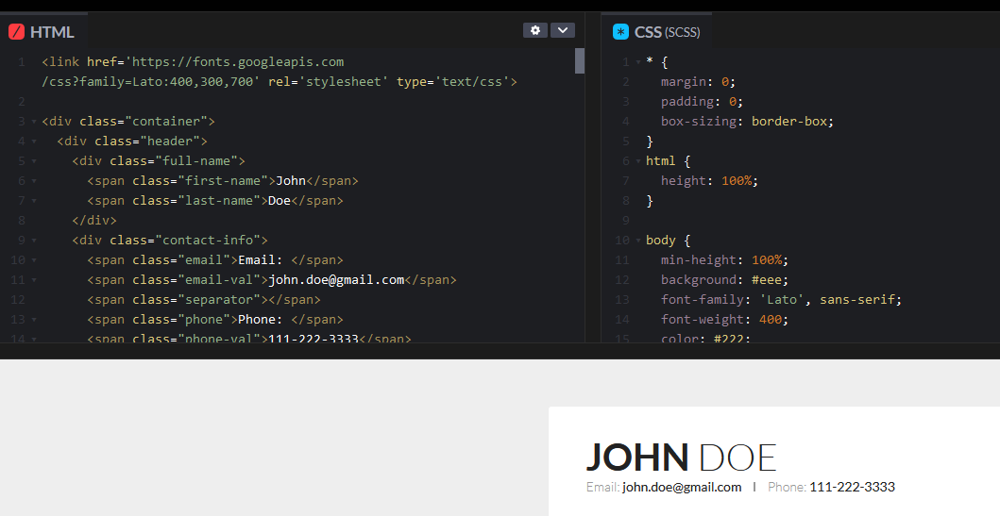 HTML
1 <link href='https://fonts.googleapis.com
/css?family=Lato:400,300,700' rel='stylesheet' type='text/css'>
2
3 <div class="container">
4 <div class="header">
5 <div class="full-name">
6 <span class="first-name">John</span>
7 <span class="last-name">Doe</span>
8 </div>
9 <div class="contact-info">
10 <span class="email">Email: </span>
11 <span class="email-val">john.doe@gmail.com</span>
12 <span class="separator"></span>
13 <span class="phone">Phone: </span>
14 <span class="phone-val">111-222-3333</span>
CSS (SCSS)
1 * {
2 margin: 0;
3 padding: 0;
4 box-sizing: border-box;
5 }
6 html {
7 height: 100%;
8 }
9
10 body {
11 min-height: 100%;
12 background: #eee;
13 font-family: 'Lato', sans-serif;
14 font-weight: 400;
15 color: #222;
JOHN DOE
Email: john.doe@gmail.com Phone: 111-222-3333